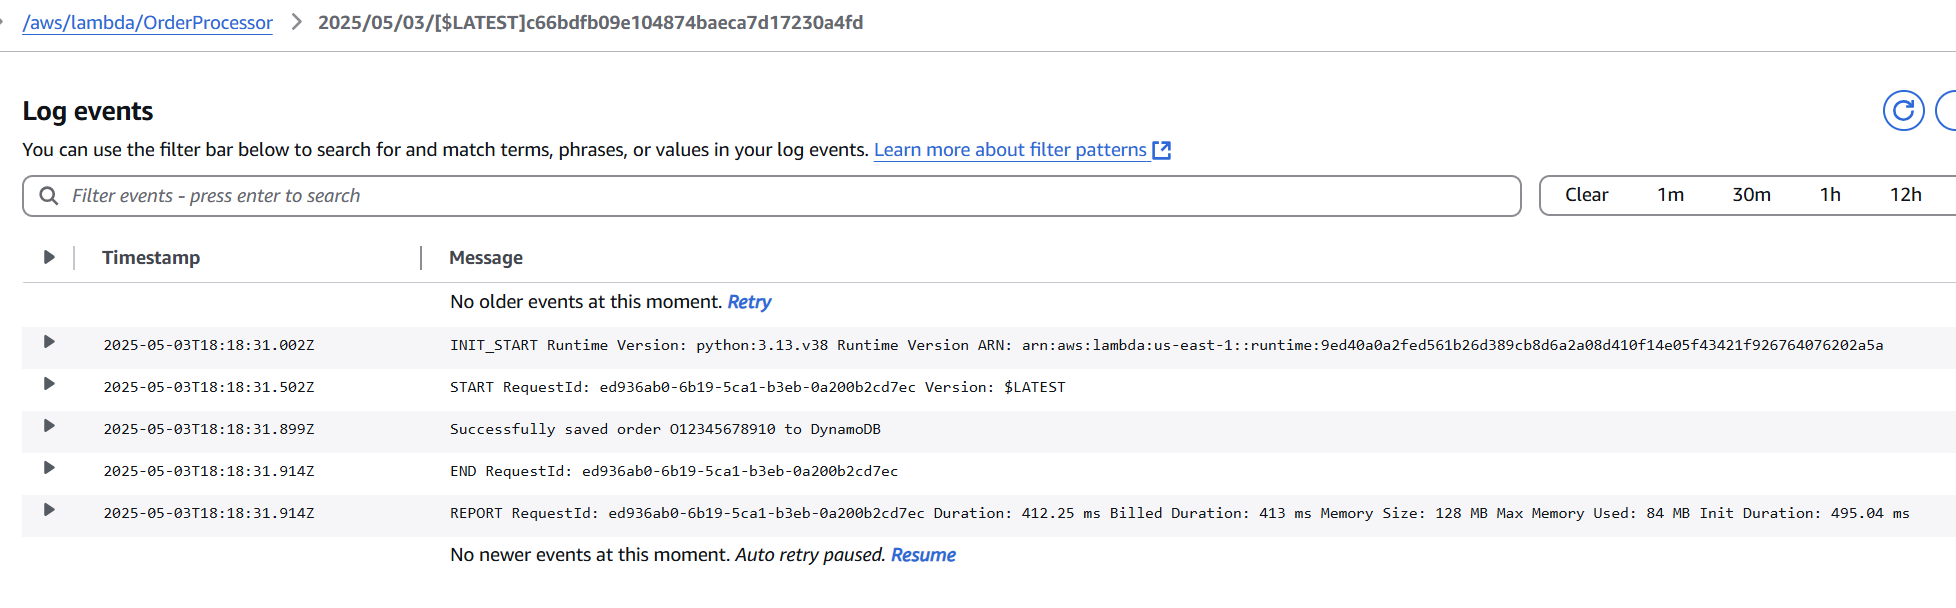 /aws/lambda/OrderProcessor > 2025/05/03/[$LATEST]c66bdfb09e104874baeca7d17230a4fd
Log events
You can use the filter bar below to search for and match terms, phrases, or values in your log events. Learn more about filter patterns
Filter events - press enter to search
Clear 1m 30m 1h 12h
Timestamp Message
No older events at this moment. Retry
2025-05-03T18:18:31.002Z INIT_START Runtime Version: python:3.13.v38 Runtime Version ARN: arn:aws:lambda:us-east-1::runtime:9ed40a0a2fed561b26d389cb8d6a2a08d410f14e05f43421f926764076202a5a
2025-05-03T18:18:31.502Z START RequestId: ed936ab0-6b19-5ca1-b3eb-0a200b2cd7ec Version: $LATEST
2025-05-03T18:18:31.899Z Successfully saved order O12345678910 to DynamoDB
2025-05-03T18:18:31.914Z END RequestId: ed936ab0-6b19-5ca1-b3eb-0a200b2cd7ec
2025-05-03T18:18:31.914Z REPORT RequestId: ed936ab0-6b19-5ca1-b3eb-0a200b2cd7ec Duration: 412.25 ms Billed Duration: 413 ms Memory Size: 128 MB Max Memory Used: 84 MB Init Duration: 495.04 ms
No newer events at this moment. Auto retry paused. Resume